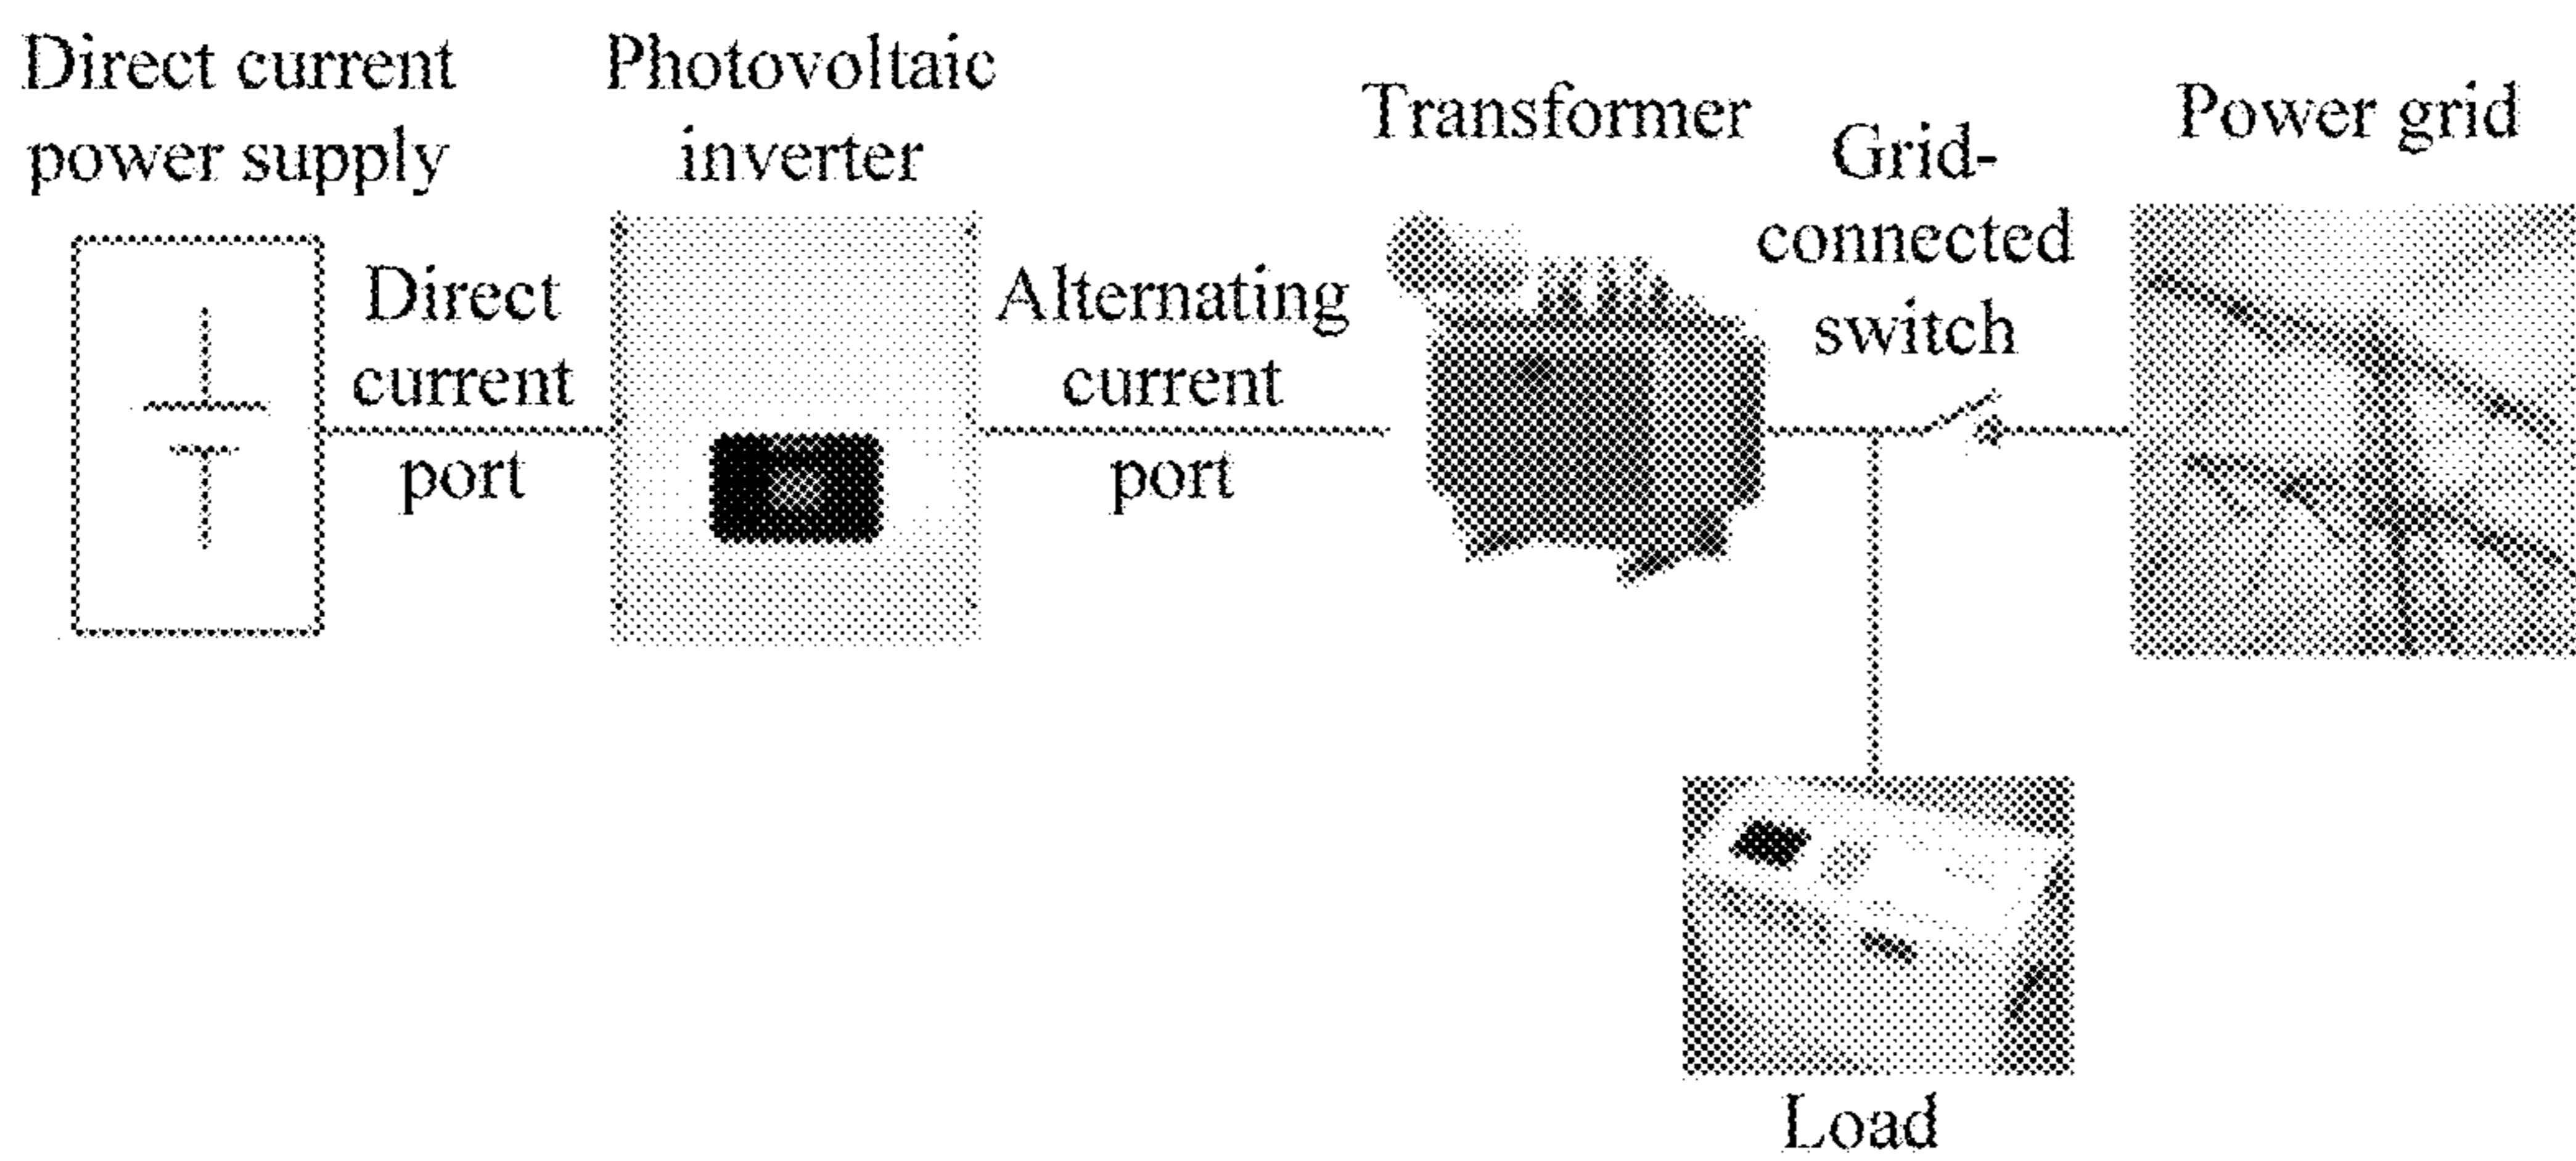 Direct current
power supply
Photovoltaic
inverter
Transformer
Grid-
connected
switch
Power grid
Direct
current
port
Alternating
current
port
Load